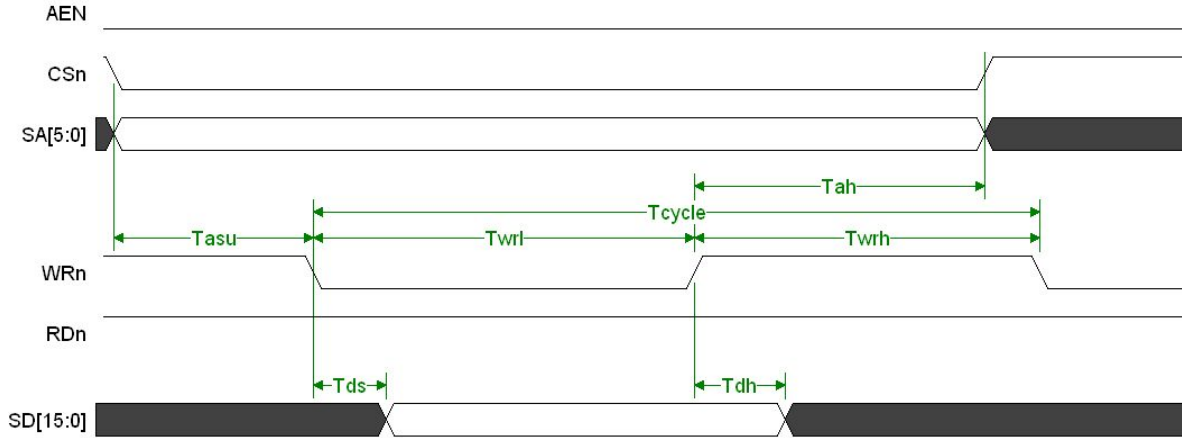 AEN
CSn
SA[5:0]
Tah
Tcycle
Tasu Twrl Twrh
WRn
RDn
Tds Tdh
SD[15:0]